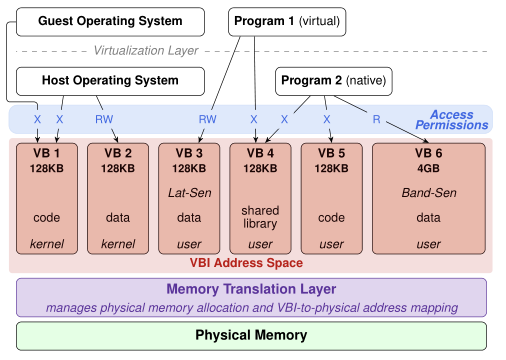 Guest Operating System
Program 1 (virtual)
Virtualization Layer
Host Operating System
Program 2 (native)
Access
Permissions
X X RW RW X X X R
VB 1 VB 2 VB 3 VB 4 VB 5 VB 6
128KB 128KB 128KB 128KB 128KB 4GB
Lat-Sen Band-Sen
code data data shared library code data
kernel kernel user user user user
VBI Address Space
Memory Translation Layer
manages physical memory allocation and VBI-to-physical address mapping
Physical Memory